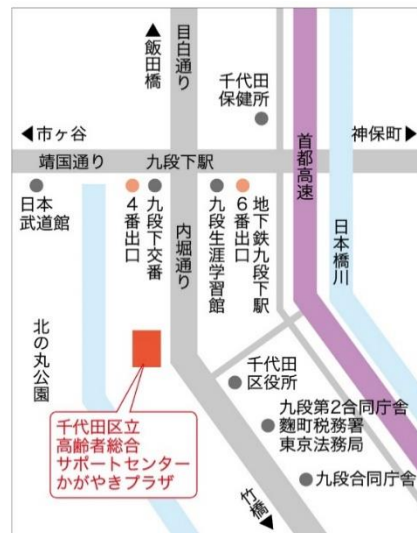 ▲飯田橋
目白通り
千代田
保健所
首都高速
◀市ヶ谷
神保町▶
靖国通り
九段下駅
日本
武道館
4番出口
九段下交番
内堀通り
九段生涯学習館
6番出口
地下鉄九段下駅
日本橋川
北の丸公園
千代田
区役所
九段第2合同庁舎
麴町税務署
東京法務局
九段合同庁舎
千代田区立
高齢者総合
サポートセンター
かがやきプラザ
竹橋▶